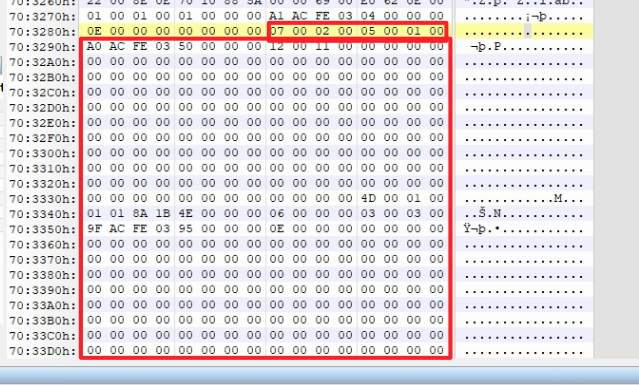 70:3270h: 01 00 01 00 01 00 00 00 A1 AC FE 03 04 00 00 00 ........¡¬þ.....
70:3280h: 0E 00 00 00 00 00 00 00 07 00 02 00 05 00 01 00 ................
70:3290h: A0 AC FE 03 50 00 00 00 12 00 11 00 00 00 00 00 ¬þ.P...........
70:32A0h: 00 00 00 00 00 00 00 00 00 00 00 00 00 00 00 00 ................
70:32B0h: 00 00 00 00 00 00 00 00 00 00 00 00 00 00 00 00 ................
70:32C0h: 00 00 00 00 00 00 00 00 00 00 00 00 00 00 00 00 ................
70:32D0h: 00 00 00 00 00 00 00 00 00 00 00 00 00 00 00 00 ................
70:32E0h: 00 00 00 00 00 00 00 00 00 00 00 00 00 00 00 00 ................
70:32F0h: 00 00 00 00 00 00 00 00 00 00 00 00 00 00 00 00 ................
70:3300h: 00 00 00 00 00 00 00 00 00 00 00 00 00 00 00 00 ................
70:3310h: 00 00 00 00 00 00 00 00 00 00 00 00 00 00 00 00 ................
70:3320h: 00 00 00 00 00 00 00 00 00 00 00 00 00 00 00 00 ................
70:3330h: 00 00 00 00 00 00 00 00 00 00 00 00 4D 00 01 00 ............M...
70:3340h: 01 01 8A 1B 4E 00 00 00 06 00 00 00 03 00 03 00 ..Š.N...........
70:3350h: 9F AC FE 03 95 00 00 00 0E 00 00 00 00 00 00 00 Ÿ¬þ.•...........
70:3360h: 00 00 00 00 00 00 00 00 00 00 00 00 00 00 00 00 ................
70:3370h: 00 00 00 00 00 00 00 00 00 00 00 00 00 00 00 00 ................
70:3380h: 00 00 00 00 00 00 00 00 00 00 00 00 00 00 00 00 ................
70:3390h: 00 00 00 00 00 00 00 00 00 00 00 00 00 00 00 00 ................
70:33A0h: 00 00 00 00 00 00 00 00 00 00 00 00 00 00 00 00 ................
70:33B0h: 00 00 00 00 00 00 00 00 00 00 00 00 00 00 00 00 ................
70:33C0h: 00 00 00 00 00 00 00 00 00 00 00 00 00 00 00 00 ................
70:33D0h: 00 00 00 00 00 00 00 00 00 00 00 00 00 00 00 00 ................